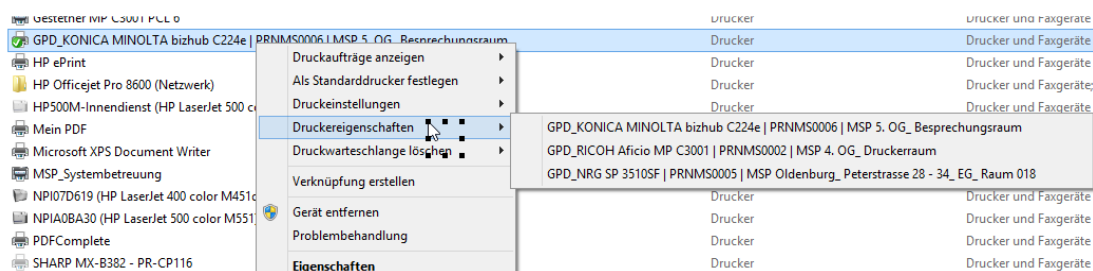 Gestetner MP C3001 PCL 6 Drucker Drucker und Faxgeräte
GPD_KONICA MINOLTA bizhub C224e | PRNMS0006 | MSP 5. OG_ Besprechungsraum Drucker Drucker und Faxgeräte
HP ePrint Druckaufträge anzeigen Drucker Drucker und Faxgeräte
HP Officejet Pro 8600 (Netzwerk) Als Standarddrucker festlegen Drucker Drucker und Faxgeräte;
HP500M-Innendienst (HP LaserJet 500 co Druckeinstellungen Drucker Drucker und Faxgeräte
Mein PDF Druckereigenschaften GPD_KONICA MINOLTA bizhub C224e | PRNMS0006 | MSP 5. OG_ Besprechungsraum
Microsoft XPS Document Writer Druckwarteschlange löschen GPD_RICOH Aficio MP C3001 | PRNMS0002 | MSP 4. OG_ Druckerraum
MSP_Systembetreuung Verknüpfung erstellen GPD_NRG SP 3510SF | PRNMS0005 | MSP Oldenburg_ Peterstrasse 28 - 34_ EG_ Raum 018
NPI07D619 (HP LaserJet 400 color M451d Drucker Drucker und Faxgeräte
NPIA0BA30 (HP LaserJet 500 color M551) Gerät entfernen Drucker Drucker und Faxgeräte
PDFComplete Problembehandlung Drucker Drucker und Faxgeräte
SHARP MX-B382 - PR-CP116 Eigenschaften Drucker Drucker und Faxgeräte